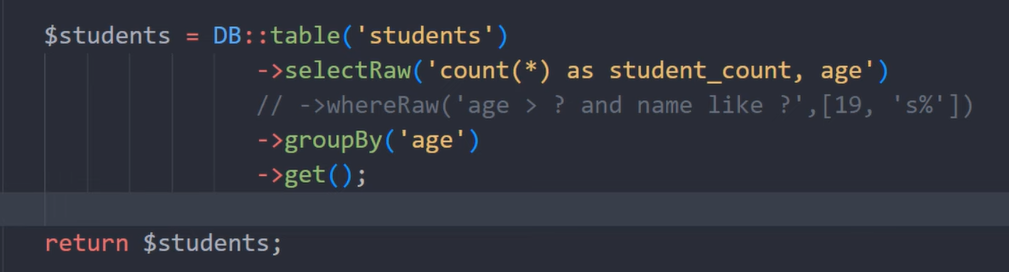 $students = DB::table('students')
->selectRaw('count(*) as student_count, age')
// ->whereRaw('age > ? and name like ?',[19, 's%'])
->groupBy('age')
->get();
return $students;